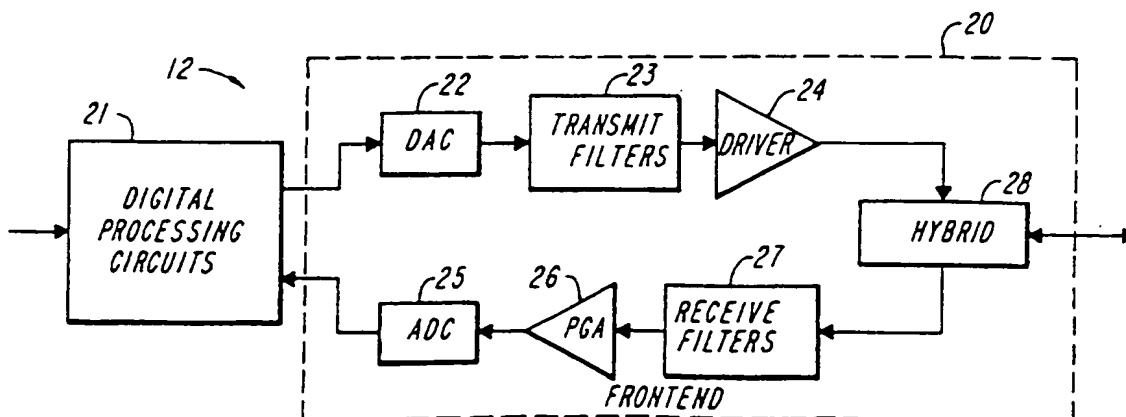 20
12
21
22
23
24
DAC
TRANSMIT
FILTERS
DRIVER
DIGITAL
PROCESSING
CIRCUITS
28
HYBRID
25
26
27
ADC
PGA
RECEIVE
FILTERS
FRONTEND